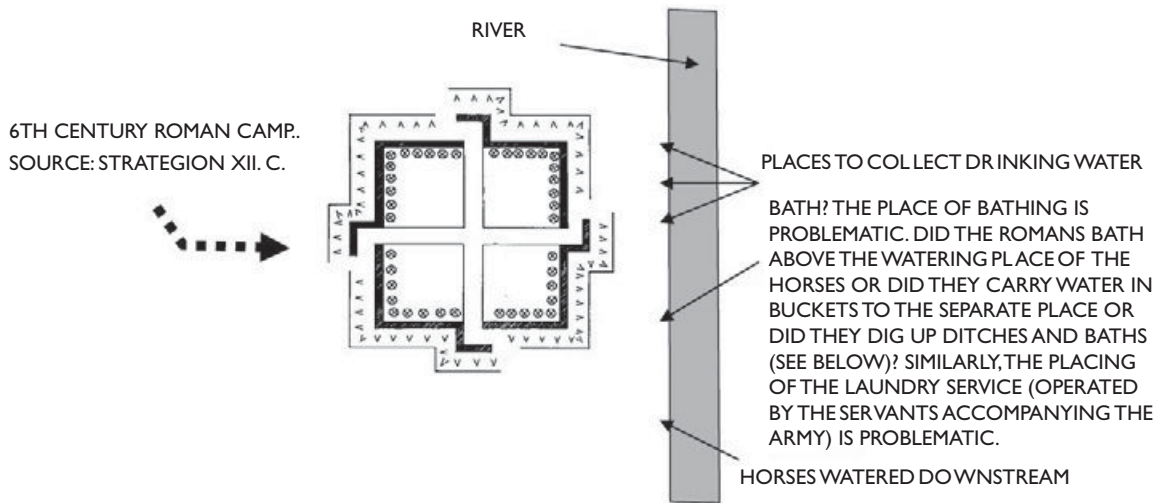 RIVER
6TH CENTURY ROMAN CAMP..
SOURCE: STRATEGION XII. C.
PLACES TO COLLECT DRINKING WATER
BATH? THE PLACE OF BATHING IS
PROBLEMATIC. DID THE ROMANS BATH
ABOVE THE WATERING PLACE OF THE
HORSES OR DID THEY CARRY WATER IN
BUCKETS TO THE SEPARATE PLACE OR
DID THEY DIG UP DITCHES AND BATHS
(SEE BELOW)? SIMILARLY, THE PLACING
OF THE LAUNDRY SERVICE (OPERATED
BY THE SERVANTS ACCOMPANYING THE
ARMY) IS PROBLEMATIC.
HORSES WATERED DOWNSTREAM